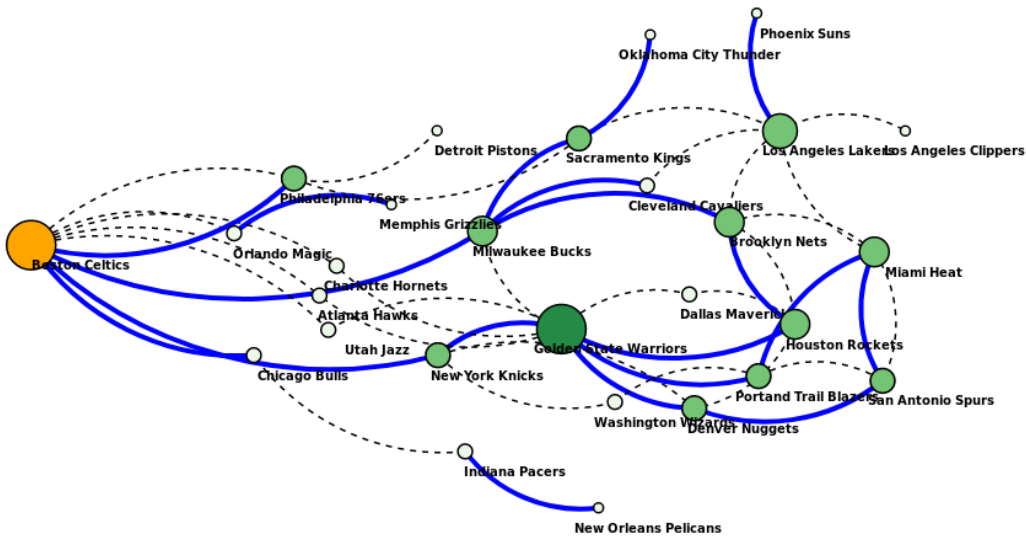 Phoenix Suns
Oklahoma City Thunder
Detroit Pistons
Sacramento Kings
Los Angeles Lakers
Los Angeles Clippers
Philadelphia 76ers
Memphis Grizzlies
Cleveland Cavaliers
Orlando Magic
Milwaukee Bucks
Brooklyn Nets
Boston Celtics
Miami Heat
Charlotte Hornets
Atlanta Hawks
Dallas Mavericks
Utah Jazz
Golden State Warriors
Houston Rockets
Chicago Bulls
New York Knicks
Portand Trail Blazers
San Antonio Spurs
Washington Wizards
Denver Nuggets
Indiana Pacers
New Orleans Pelicans